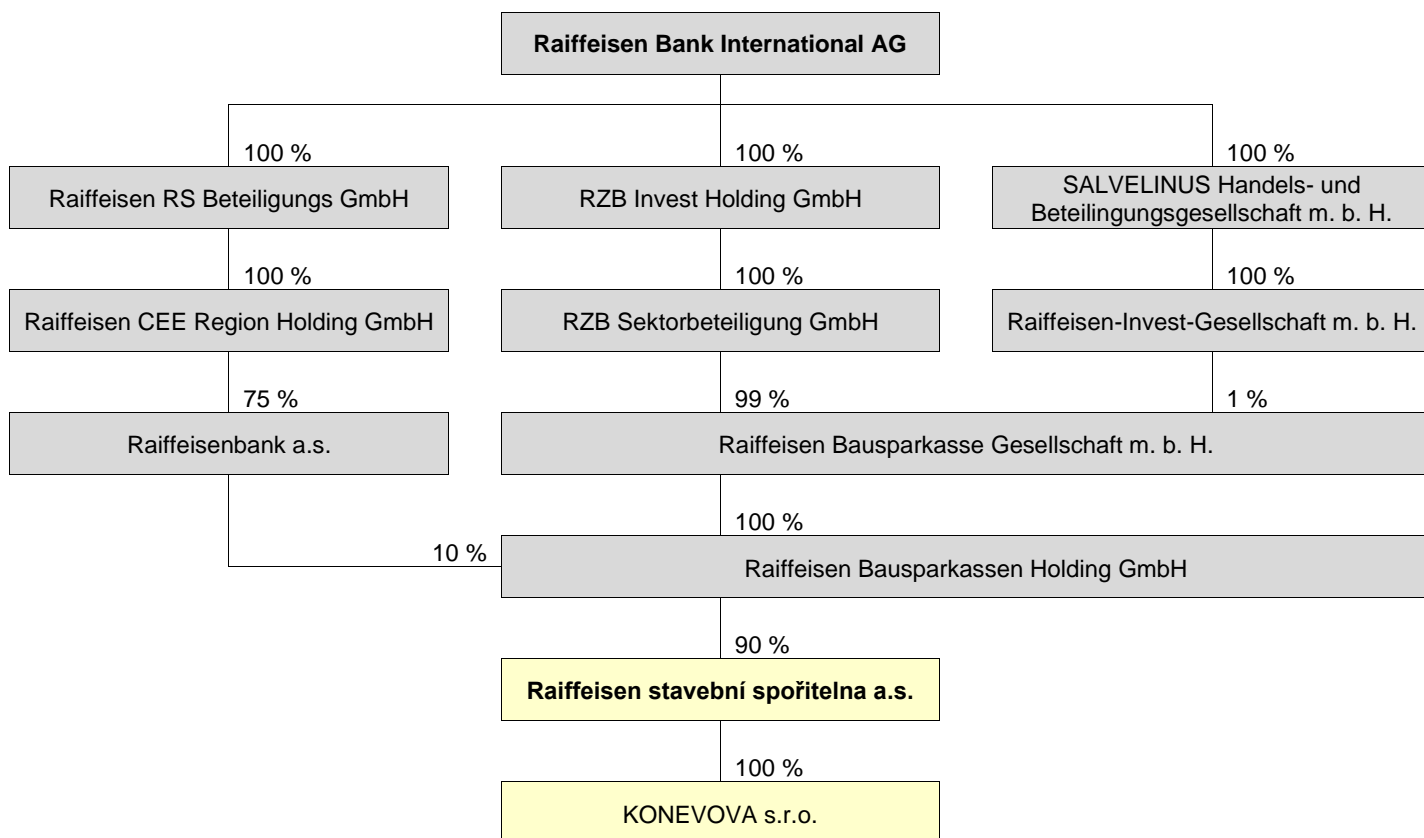 Raiffeisen Bank International AG
100 %
100 %
100 %
Raiffeisen RS Beteiligungs GmbH
RZB Invest Holding GmbH
SALVELINUS Handels- und
Beteilingungsgesellschaft m. b. H.
100 %
100 %
100 %
Raiffeisen CEE Region Holding GmbH
RZB Sektorbeteiligung GmbH
Raiffeisen-Invest-Gesellschaft m. b. H.
75 %
99 %
1 %
Raiffeisenbank a.s.
Raiffeisen Bausparkasse Gesellschaft m. b. H.
100 %
10 %
Raiffeisen Bausparkassen Holding GmbH
90 %
Raiffeisen stavební spořitelna a.s.
100 %
KONEVOVA s.r.o.